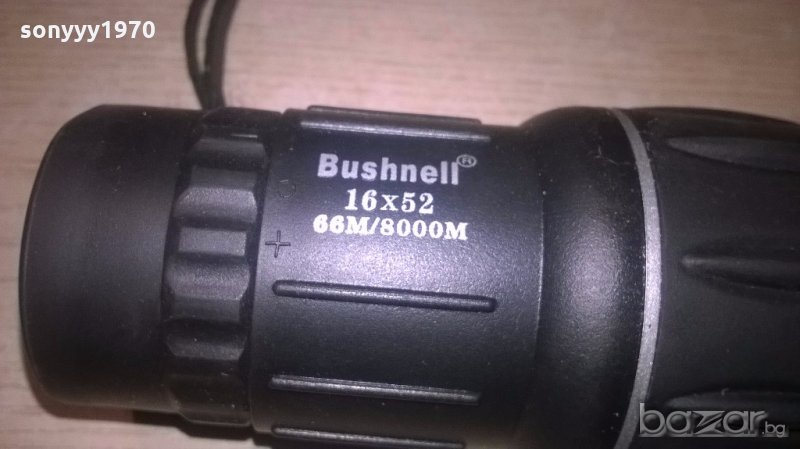 sonyyy1970
Bushnell®
16x52
66M/8000M
- +
bazar.bg